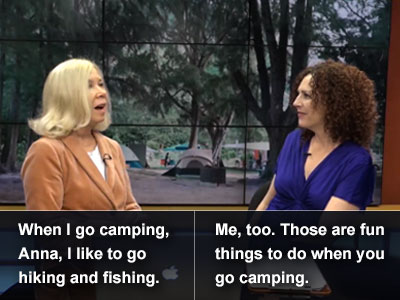 When I go camping,
Anna, I like to go
hiking and fishing.
Me, too. Those are fun
things to do when you
go camping.